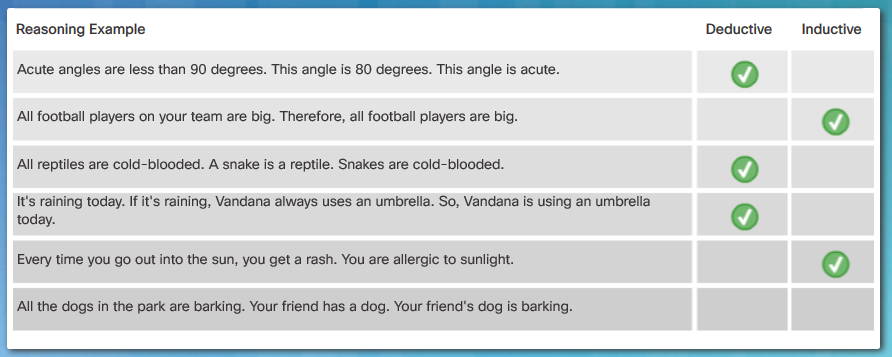 Reasoning Example Deductive Inductive
Acute angles are less than 90 degrees. This angle is 80 degrees. This angle is acute.
All football players on your team are big. Therefore, all football players are big.
All reptiles are cold-blooded. A snake is a reptile. Snakes are cold-blooded.
It's raining today. If it's raining, Vandana always uses an umbrella. So, Vandana is using an umbrella
today.
Every time you go out into the sun, you get a rash. You are allergic to sunlight.
All the dogs in the park are barking. Your friend has a dog. Your friend's dog is barking.